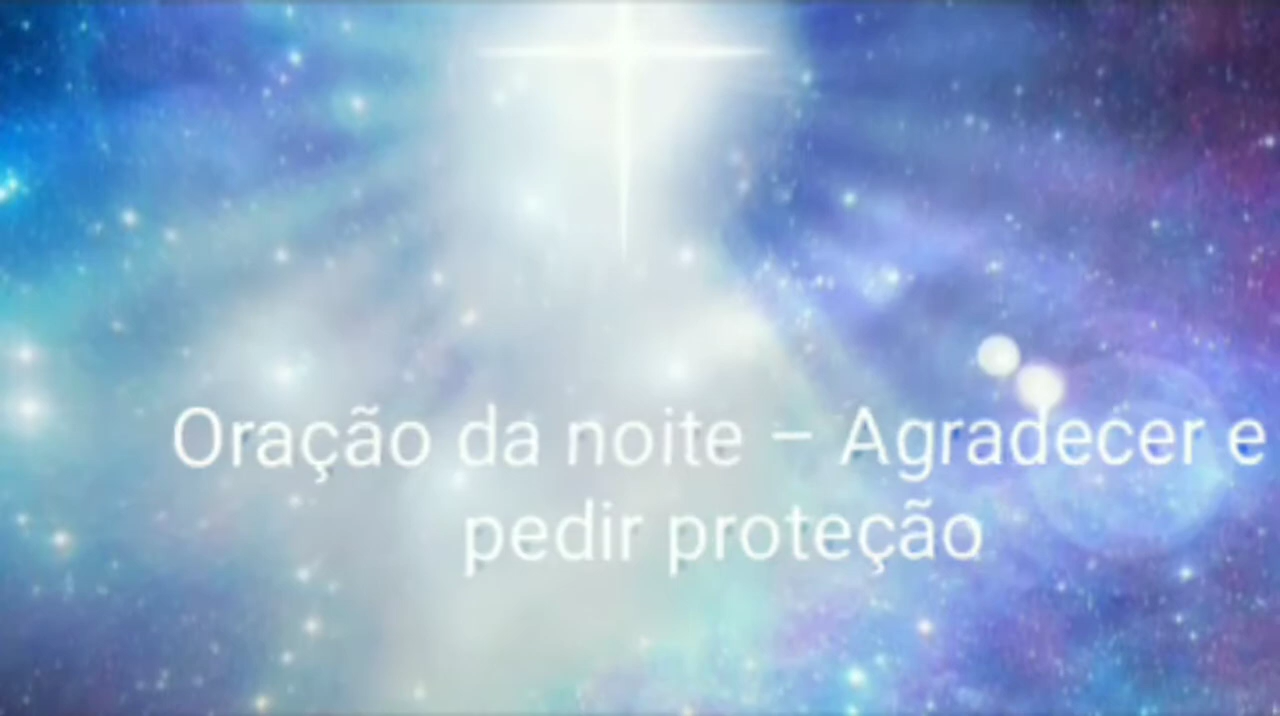 Oração da noite – Agradecer e
pedir proteção